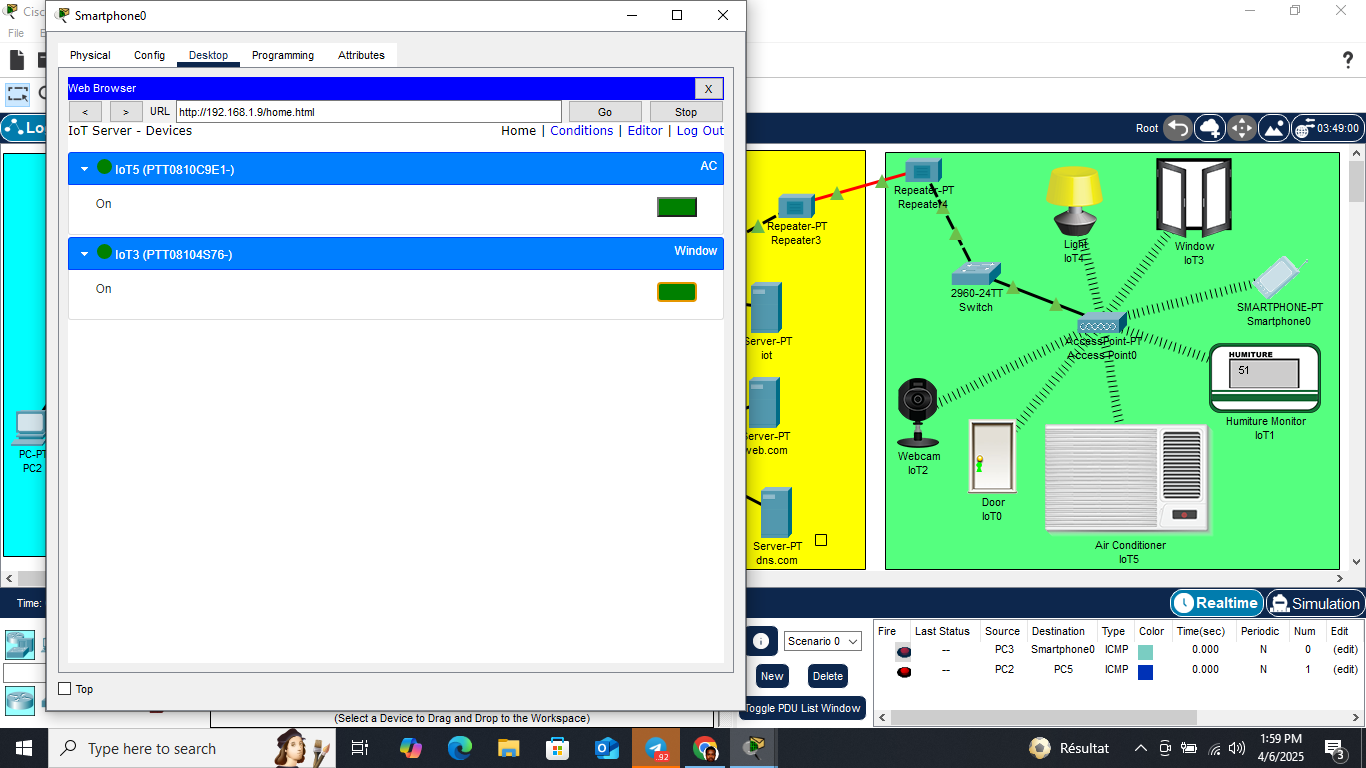 Cisc
Smartphone0
File
E
Physical
Config
Desktop
Programming
Attributes
Web Browser
X
<
>
URL
http://192.168.1.9/home.html
Go
Stop
IoT Server - Devices
Home | Conditions | Editor | Log Out
IoT5 (PTT0810C9E1-)
AC
On
IoT3 (PTT08104S76-)
Window
On
Top
?
Lo
Root
03:49:00
PC-PT
PC2
Repeater-PT
Repeater3
Server-PT
iot
Server-PT
web.com
Server-PT
dns.com
Repeater-PT
Repeater4
2960-24TT
Switch
Light
IoT4
Window
IoT3
SMARTPHONE-PT
Smartphone0
AccessPoint-PT
Access Point0
HUMITURE
51
Humiture Monitor
IoT1
Webcam
IoT2
Door
IoT0
Air Conditioner
IoT5
Time:
Realtime
Simulation
Scenario 0
New
Delete
Toggle PDU List Window
Fire Last Status Source Destination Type Color Time(sec) Periodic Num Edit
-- PC3 Smartphone0 ICMP 0.000 N 0 (edit)
-- PC2 PC5 ICMP 0.000 N 1 (edit)
(Select a Device to Drag and Drop to the Workspace)
Type here to search
.92
Résultat
1:59 PM
4/6/2025
3